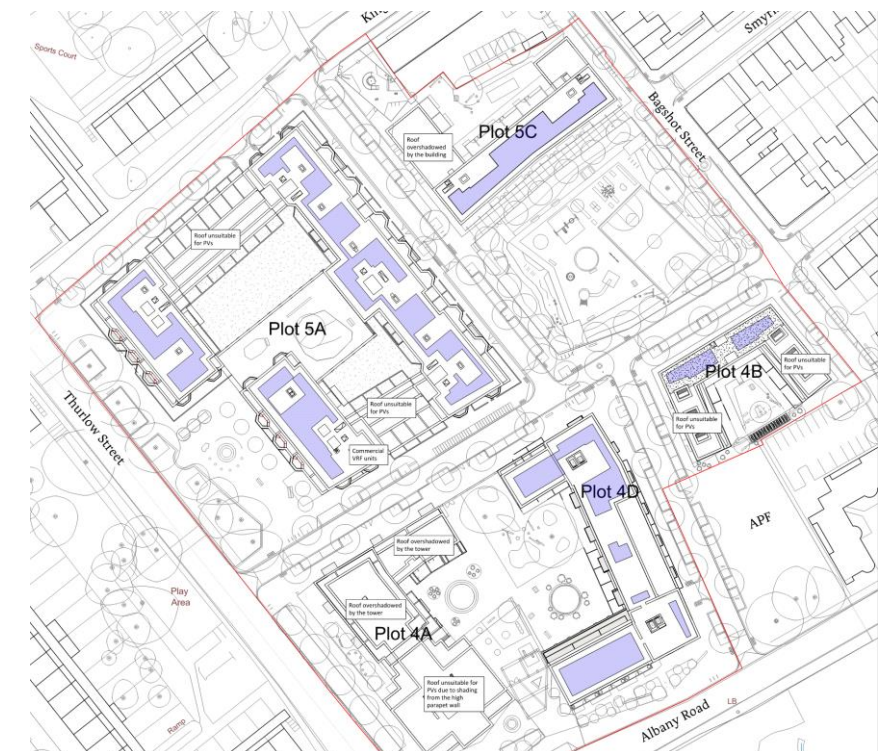 King
Smyr
Sports Court
Bagshot Street
Plot 5C
Roof
overshadowed
by the building
Roof unsuitable
for PVs
Plot 5A
Plot 4B
Roof unsuitable
for PVs
Roof unsuitable
for PVs
Roof unsuitable
for PVs
Thurlow Street
Commercial
VRF units
Plot 4D
APF
Roof overshadowed
by the tower
Play
Area
Roof overshadowed
by the tower
Plot 4A
Roof unsuitable for
PVs due to shading
from the high
parapet wall
Albany Road
LB
Ramp